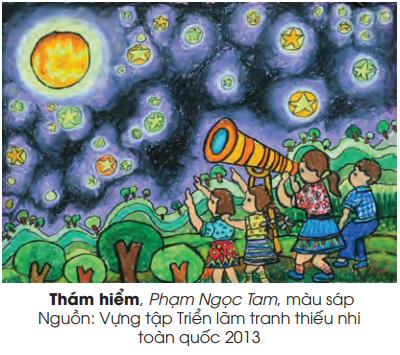 Thám hiểm, Phạm Ngọc Tam, màu sáp
Nguồn: Vựng tập Triển lãm tranh thiếu nhi
toàn quốc 2013